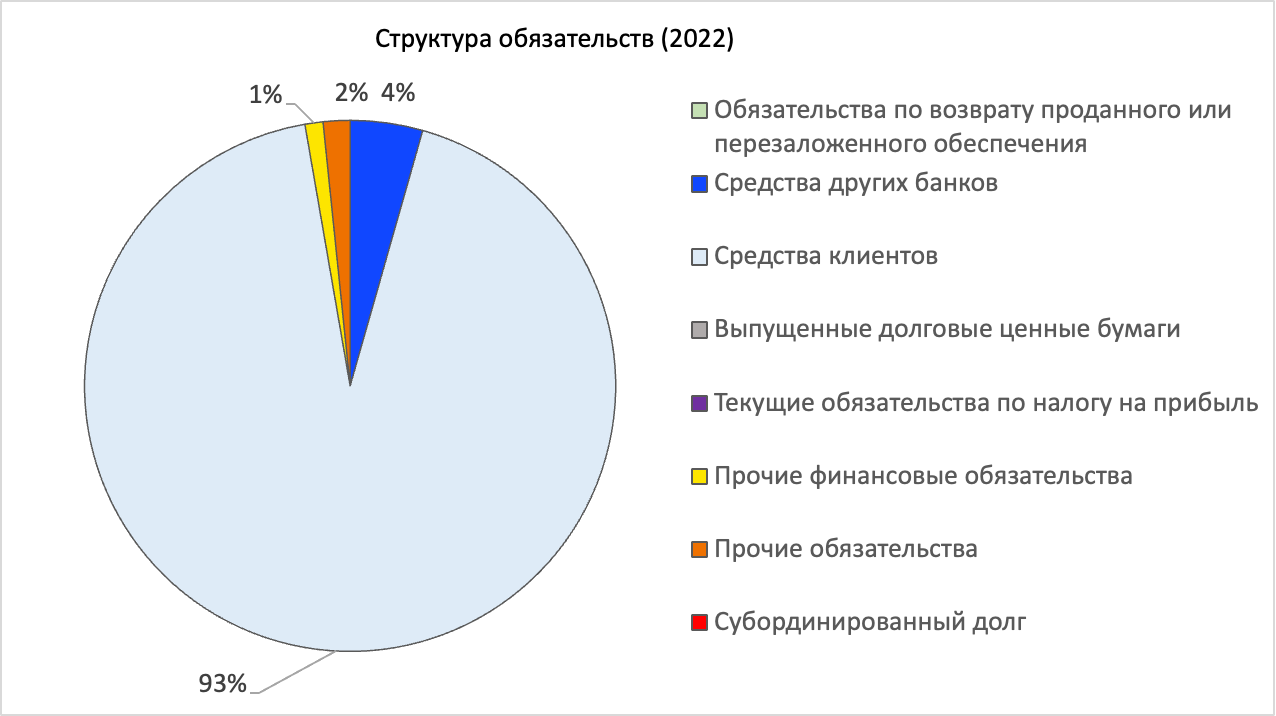 Структура обязательств (2022)
1%
2%
4%
93%
Обязательства по возврату проданного или
перезаложенного обеспечения
Средства других банков
Средства клиентов
Выпущенные долговые ценные бумаги
Текущие обязательства по налогу на прибыль
Прочие финансовые обязательства
Прочие обязательства
Субординированный долг